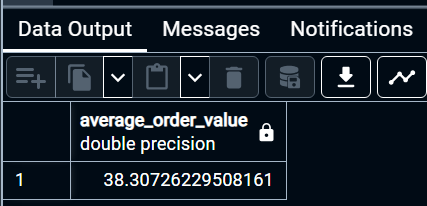 Data Output Messages Notifications
average_order_value
double precision
1 38.30726229508161